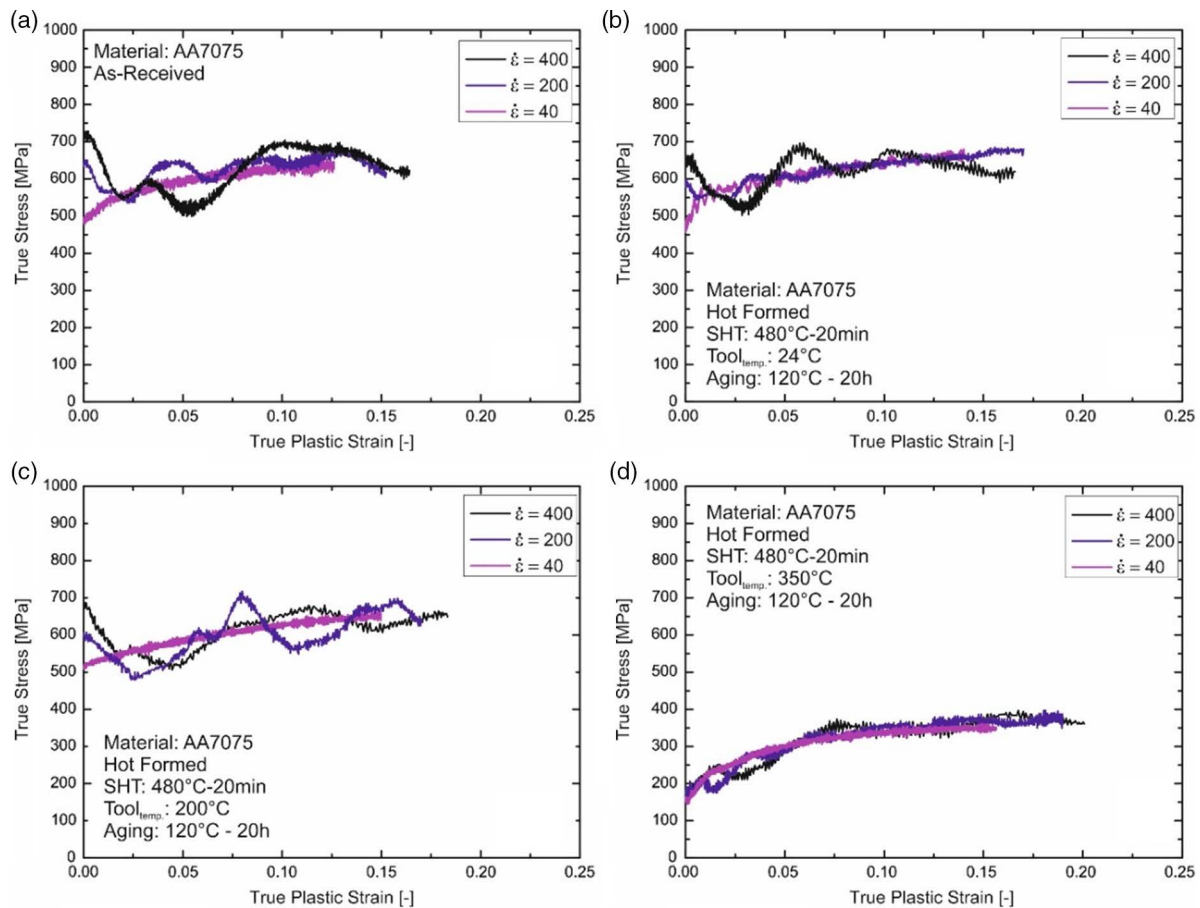 (a)
1000
900
800
700
600
500
400
300
200
100
0
True Stress [MPa]
Material: AA7075
As-Received
ε̇ = 400
ε̇ = 200
ε̇ = 40
0.00 0.05 0.10 0.15 0.20 0.25
True Plastic Strain [-]
(b)
1000
900
800
700
600
500
400
300
200
100
0
True Stress [MPa]
ε̇ = 400
ε̇ = 200
ε̇ = 40
Material: AA7075
Hot Formed
SHT: 480°C-20min
Tooltemp.: 24°C
Aging: 120°C - 20h
0.00 0.05 0.10 0.15 0.20 0.25
True Plastic Strain [-]
(c)
1000
900
800
700
600
500
400
300
200
100
0
True Stress [MPa]
ε̇ = 400
ε̇ = 200
ε̇ = 40
Material: AA7075
Hot Formed
SHT: 480°C-20min
Tooltemp.: 200°C
Aging: 120°C - 20h
0.00 0.05 0.10 0.15 0.20 0.25
True Plastic Strain [-]
(d)
1000
900
800
700
600
500
400
300
200
100
0
True Stress [MPa]
Material: AA7075
Hot Formed
SHT: 480°C-20min
Tooltemp.: 350°C
Aging: 120°C - 20h
ε̇ = 400
ε̇ = 200
ε̇ = 40
0.00 0.05 0.10 0.15 0.20 0.25
True Plastic Strain [-]